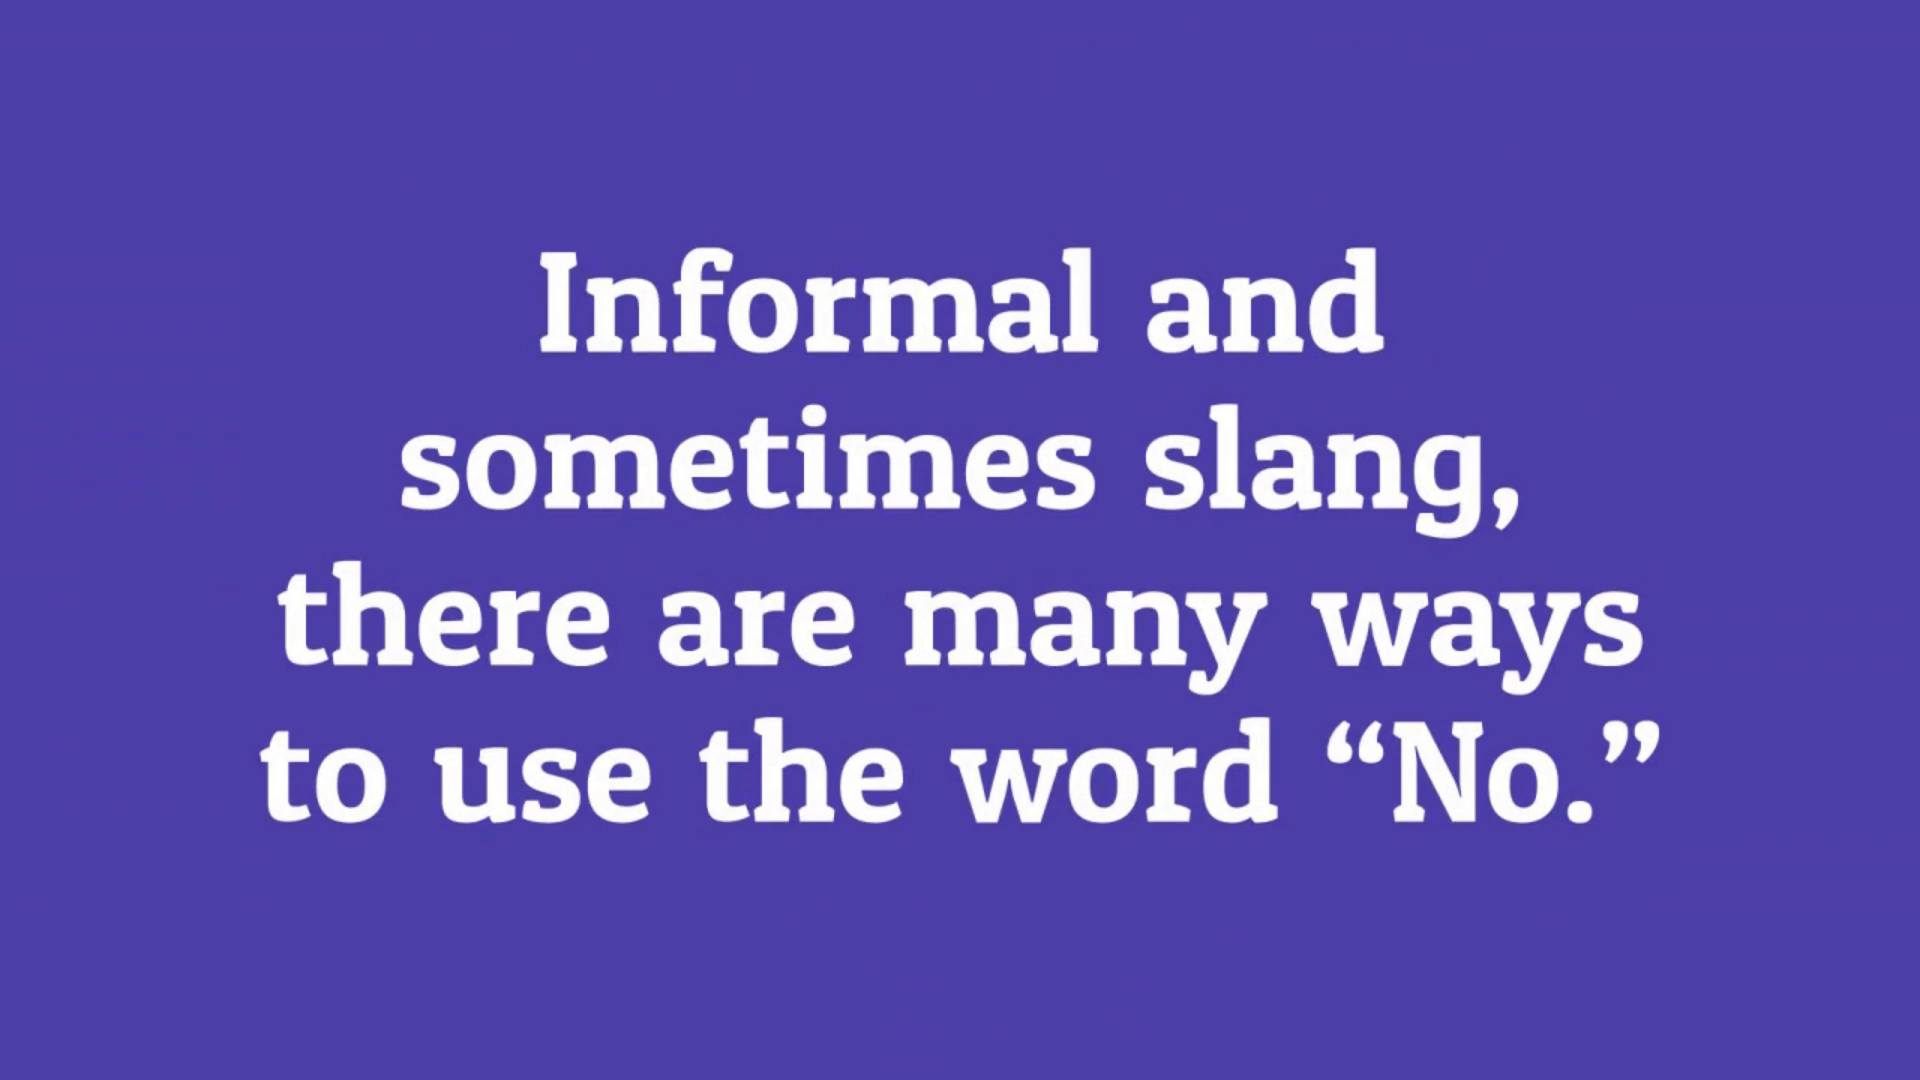 Informal and
sometimes slang,
there are many ways
to use the word “No.”